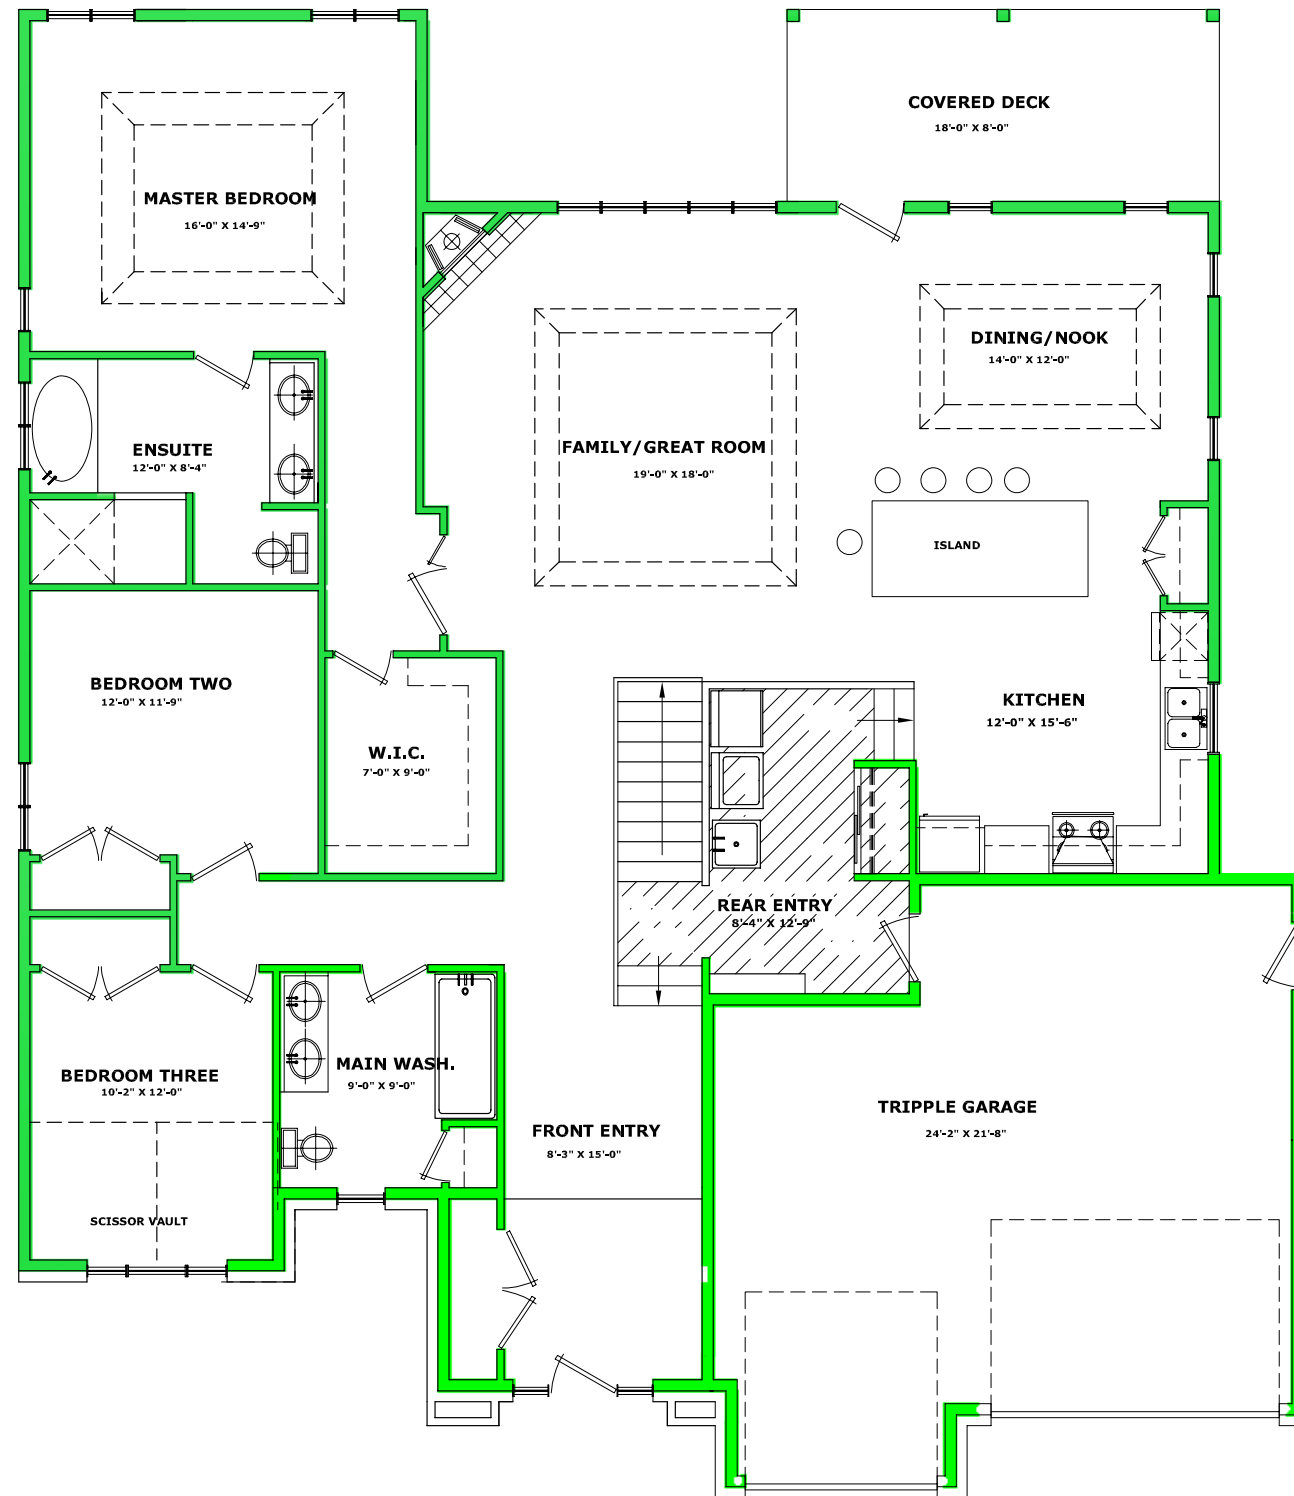 COVERED DECK
18'-0" X 8'-0"
MASTER BEDROOM
16'-0" X 14'-9"
DINING/NOOK
14'-0" X 12'-0"
ENSUITE
12'-0" X 8'-4"
FAMILY/GREAT ROOM
19'-0" X 18'-0"
ISLAND
BEDROOM TWO
12'-0" X 11'-9"
KITCHEN
12'-0" X 15'-6"
W.I.C.
7'-0" X 9'-0"
REAR ENTRY
8'-4" X 12'-9"
MAIN WASH.
9'-0" X 9'-0"
BEDROOM THREE
10'-2" X 12'-0"
TRIPPLE GARAGE
24'-2" X 21'-8"
FRONT ENTRY
8'-3" X 15'-0"
SCISSOR VAULT